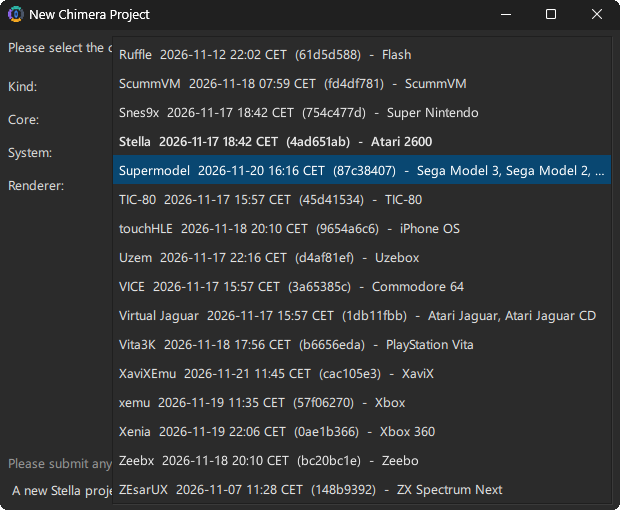 New Chimera Project
Please select the c
Kind:
Core:
System:
Renderer:
Ruffle 2026-11-12 22:02 CET (61d5d588) - Flash
ScummVM 2026-11-18 07:59 CET (fd4df781) - ScummVM
Snes9x 2026-11-17 18:42 CET (754c477d) - Super Nintendo
Stella 2026-11-17 18:42 CET (4ad651ab) - Atari 2600
Supermodel 2026-11-20 16:16 CET (87c38407) - Sega Model 3, Sega Model 2, ...
TIC-80 2026-11-17 15:57 CET (45d41534) - TIC-80
touchHLE 2026-11-18 20:10 CET (9654a6c6) - iPhone OS
Uzem 2026-11-17 22:16 CET (d4af81ef) - Uzebox
VICE 2026-11-17 15:57 CET (3a65385c) - Commodore 64
Virtual Jaguar 2026-11-17 15:57 CET (1db11fbb) - Atari Jaguar, Atari Jaguar CD
Vita3K 2026-11-18 17:56 CET (b6656eda) - PlayStation Vita
XaviXEmu 2026-11-21 11:45 CET (cac105e3) - XaviX
xemu 2026-11-19 11:35 CET (57f06270) - Xbox
Xenia 2026-11-19 22:06 CET (0ae1b366) - Xbox 360
Zeebx 2026-11-18 20:10 CET (bc20bc1e) - Zeebo
ZEsarUX 2026-11-07 11:28 CET (148b9392) - ZX Spectrum Next
Please submit any
A new Stella proje